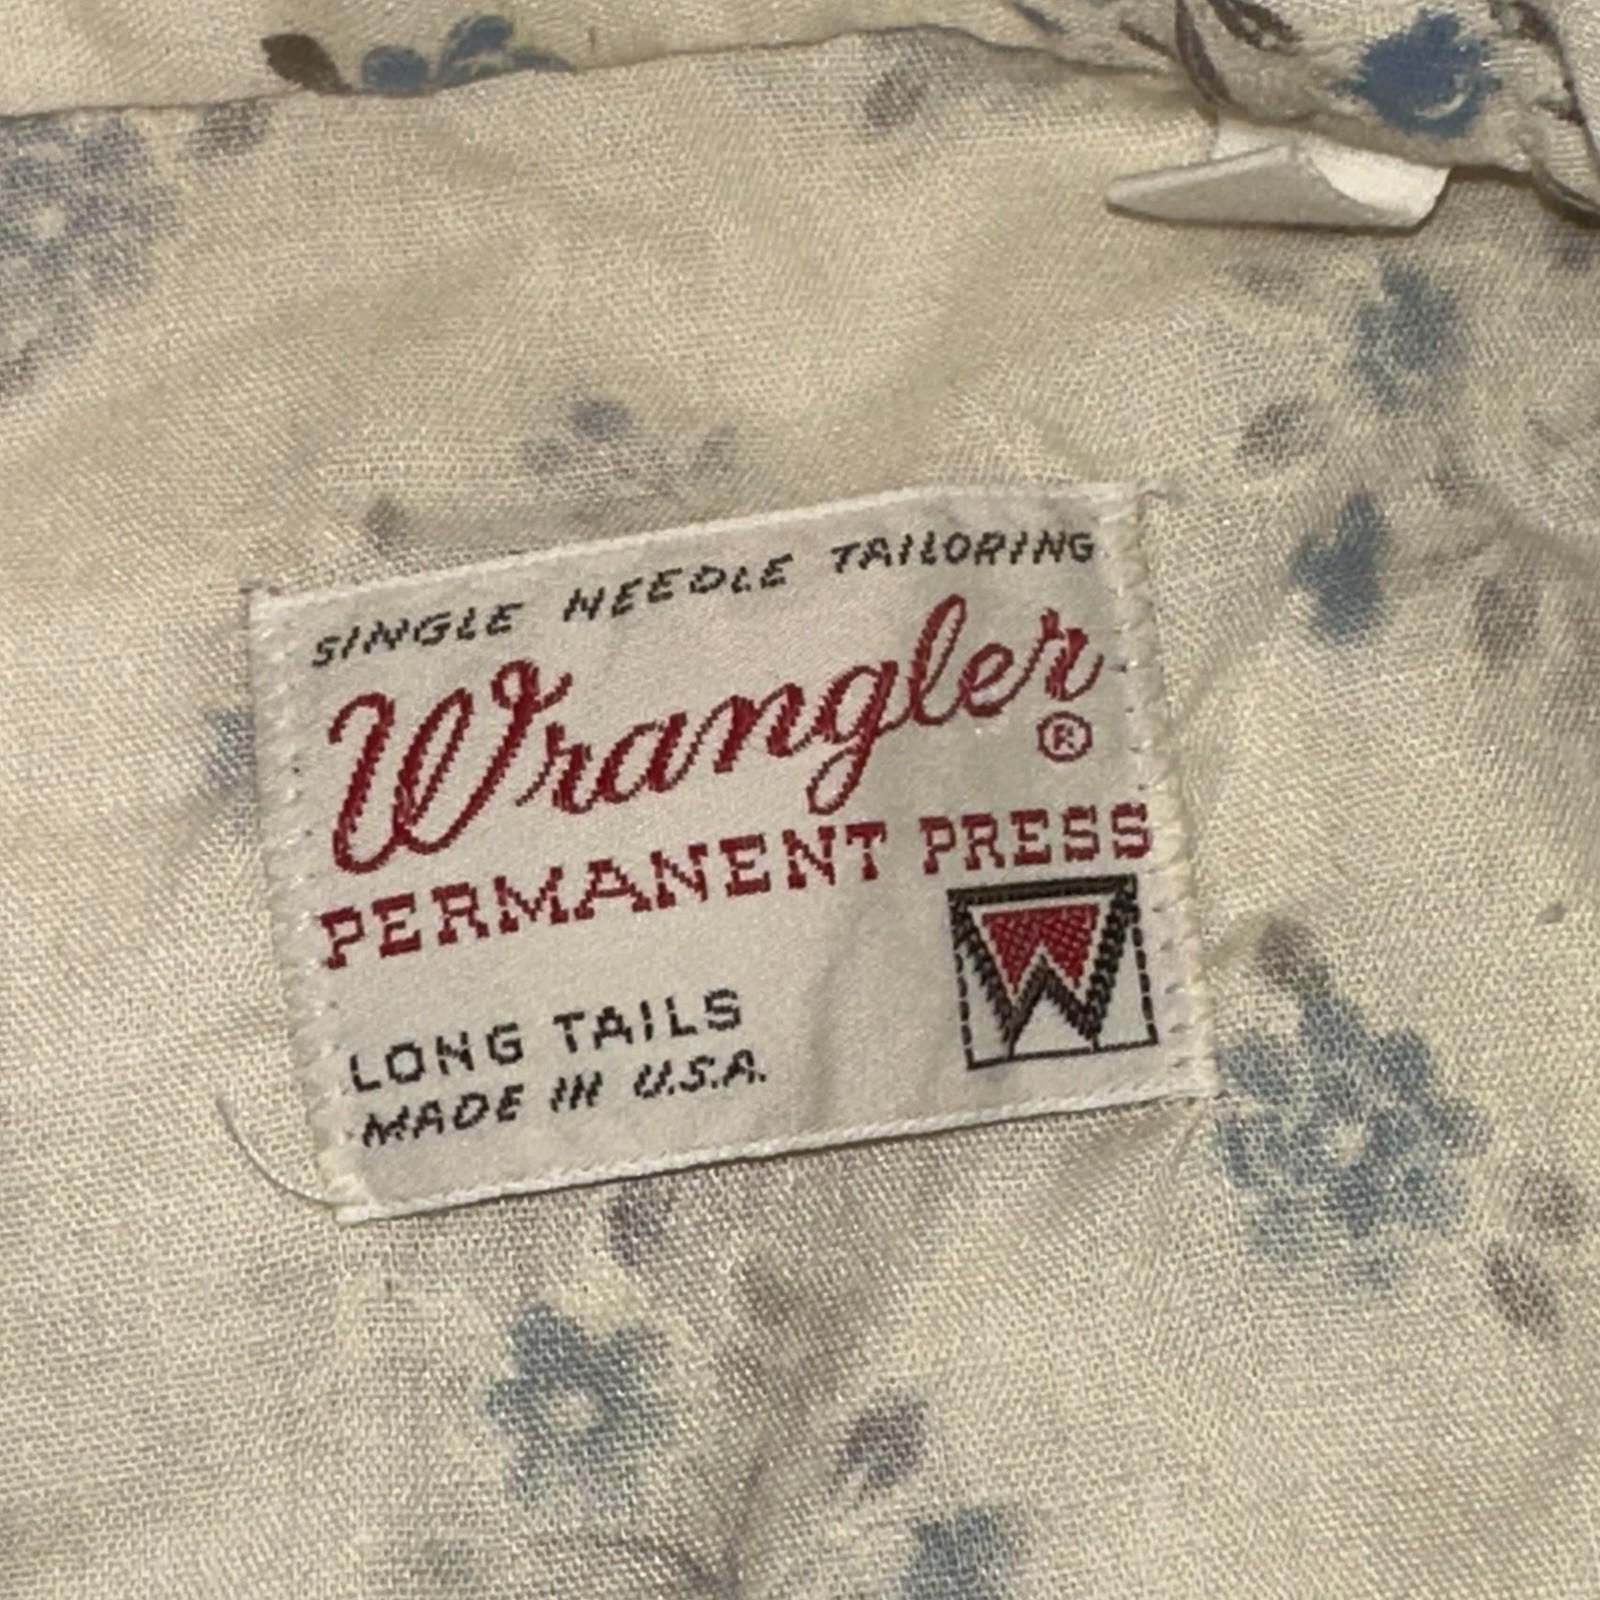 SINGLE NEEDLE TAILORING
Wrangler®
PERMANENT PRESS
W
LONG TAILS
MADE IN U.S.A.